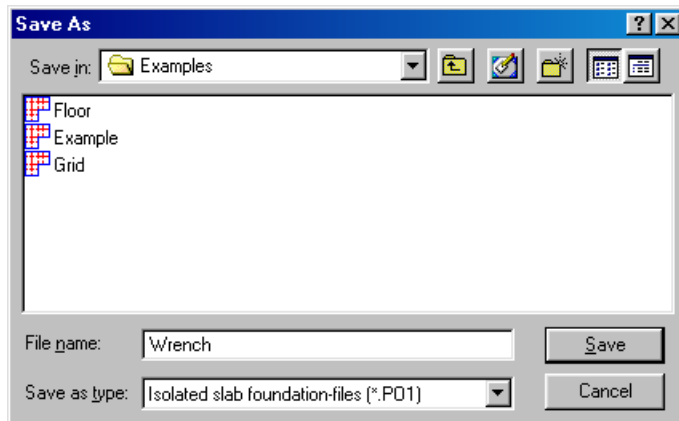 Save As
Save in: Examples
Floor
Example
Grid
File name: Wrench Save
Save as type: Isolated slab foundation-files (*.PO1) Cancel